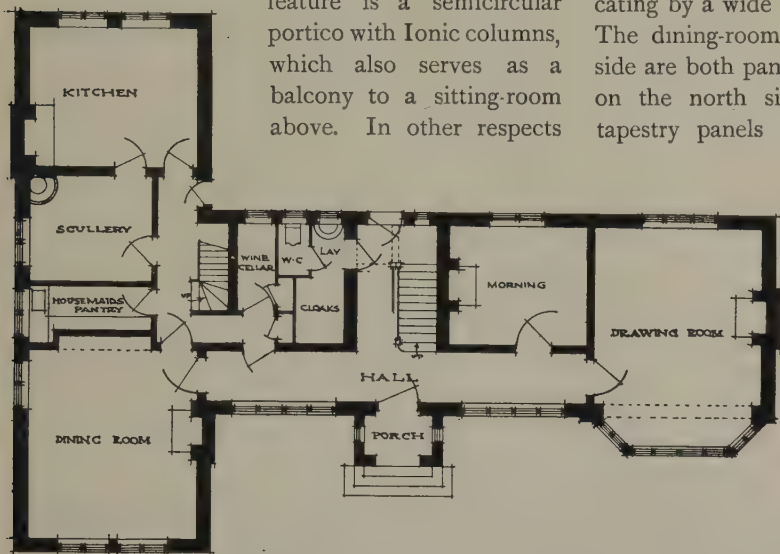 feature is a semicircular
portico with Ionic columns,
which also serves as a
balcony to a sitting-room
above. In other respects
cating by a wide
The dining-room
side are both pan
on the north si
tapestry panels
KITCHEN
SCULLERY
HOUSEMAIDS
PANTRY
UP
WINE
CELLAR
W·C
LAV
CLOAKS
MORNING
DRAWING ROOM
HALL
DINING ROOM
PORCH